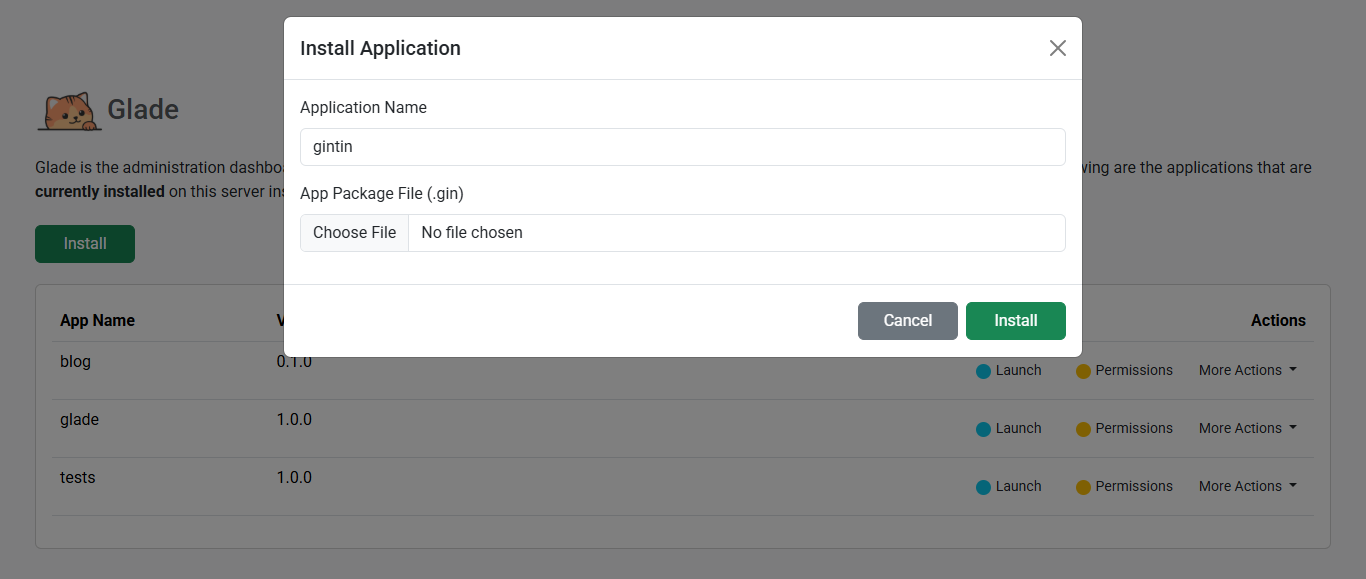 Install Application
Application Name
gintin
App Package File (.gin)
Choose File No file chosen
Cancel Install
Glade
Glade is the administration dashbo wing are the applications that are
currently installed on this server in
Install
App Name V Actions
blog 0.1.0 Launch Permissions More Actions
glade 1.0.0 Launch Permissions More Actions
tests 1.0.0 Launch Permissions More Actions